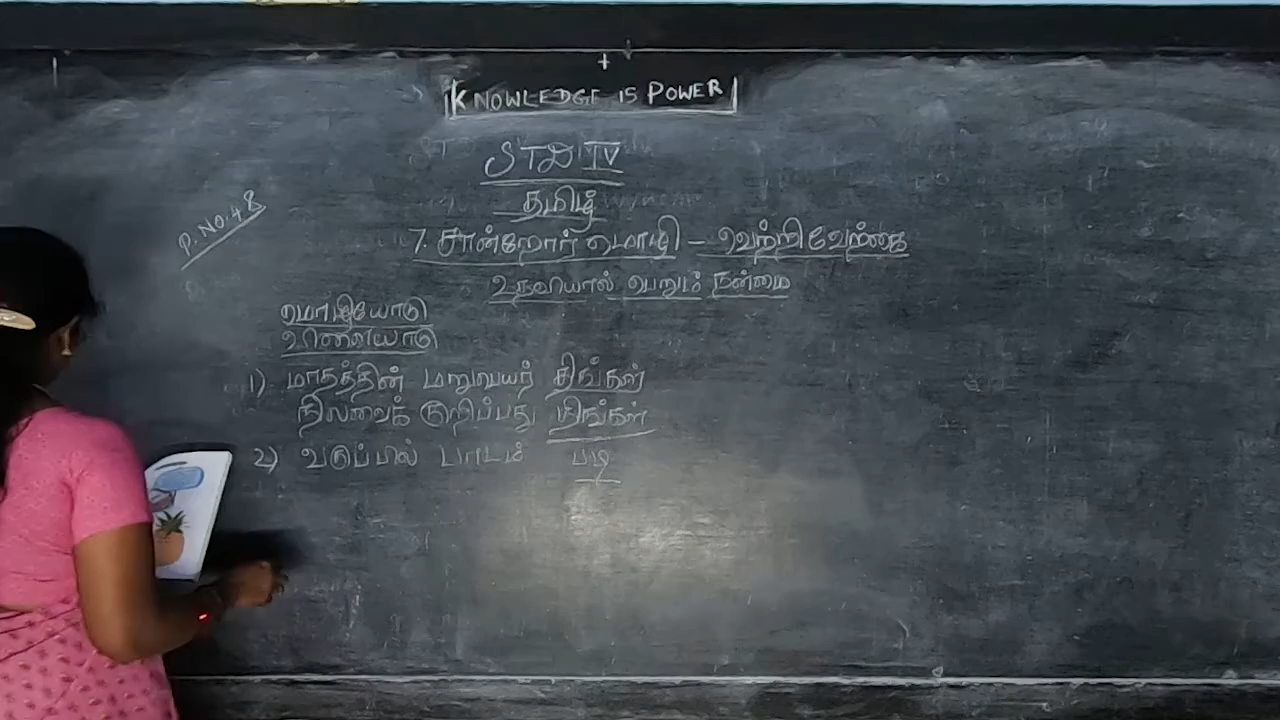 KNOWLEDGE IS POWER
STD IV
தமிழ்
P. NO. 48
7. சான்றோர் மொழி – வெற்றி வேற்கை
உதவியால் பெறும் நன்மை
மொழியோடு
விளையாடு
1) மாதத்தின் மறுபெயர் திங்கள்
நிலவைக் குறிப்பது திங்கள்
2) வகுப்பில் பாடம் படி